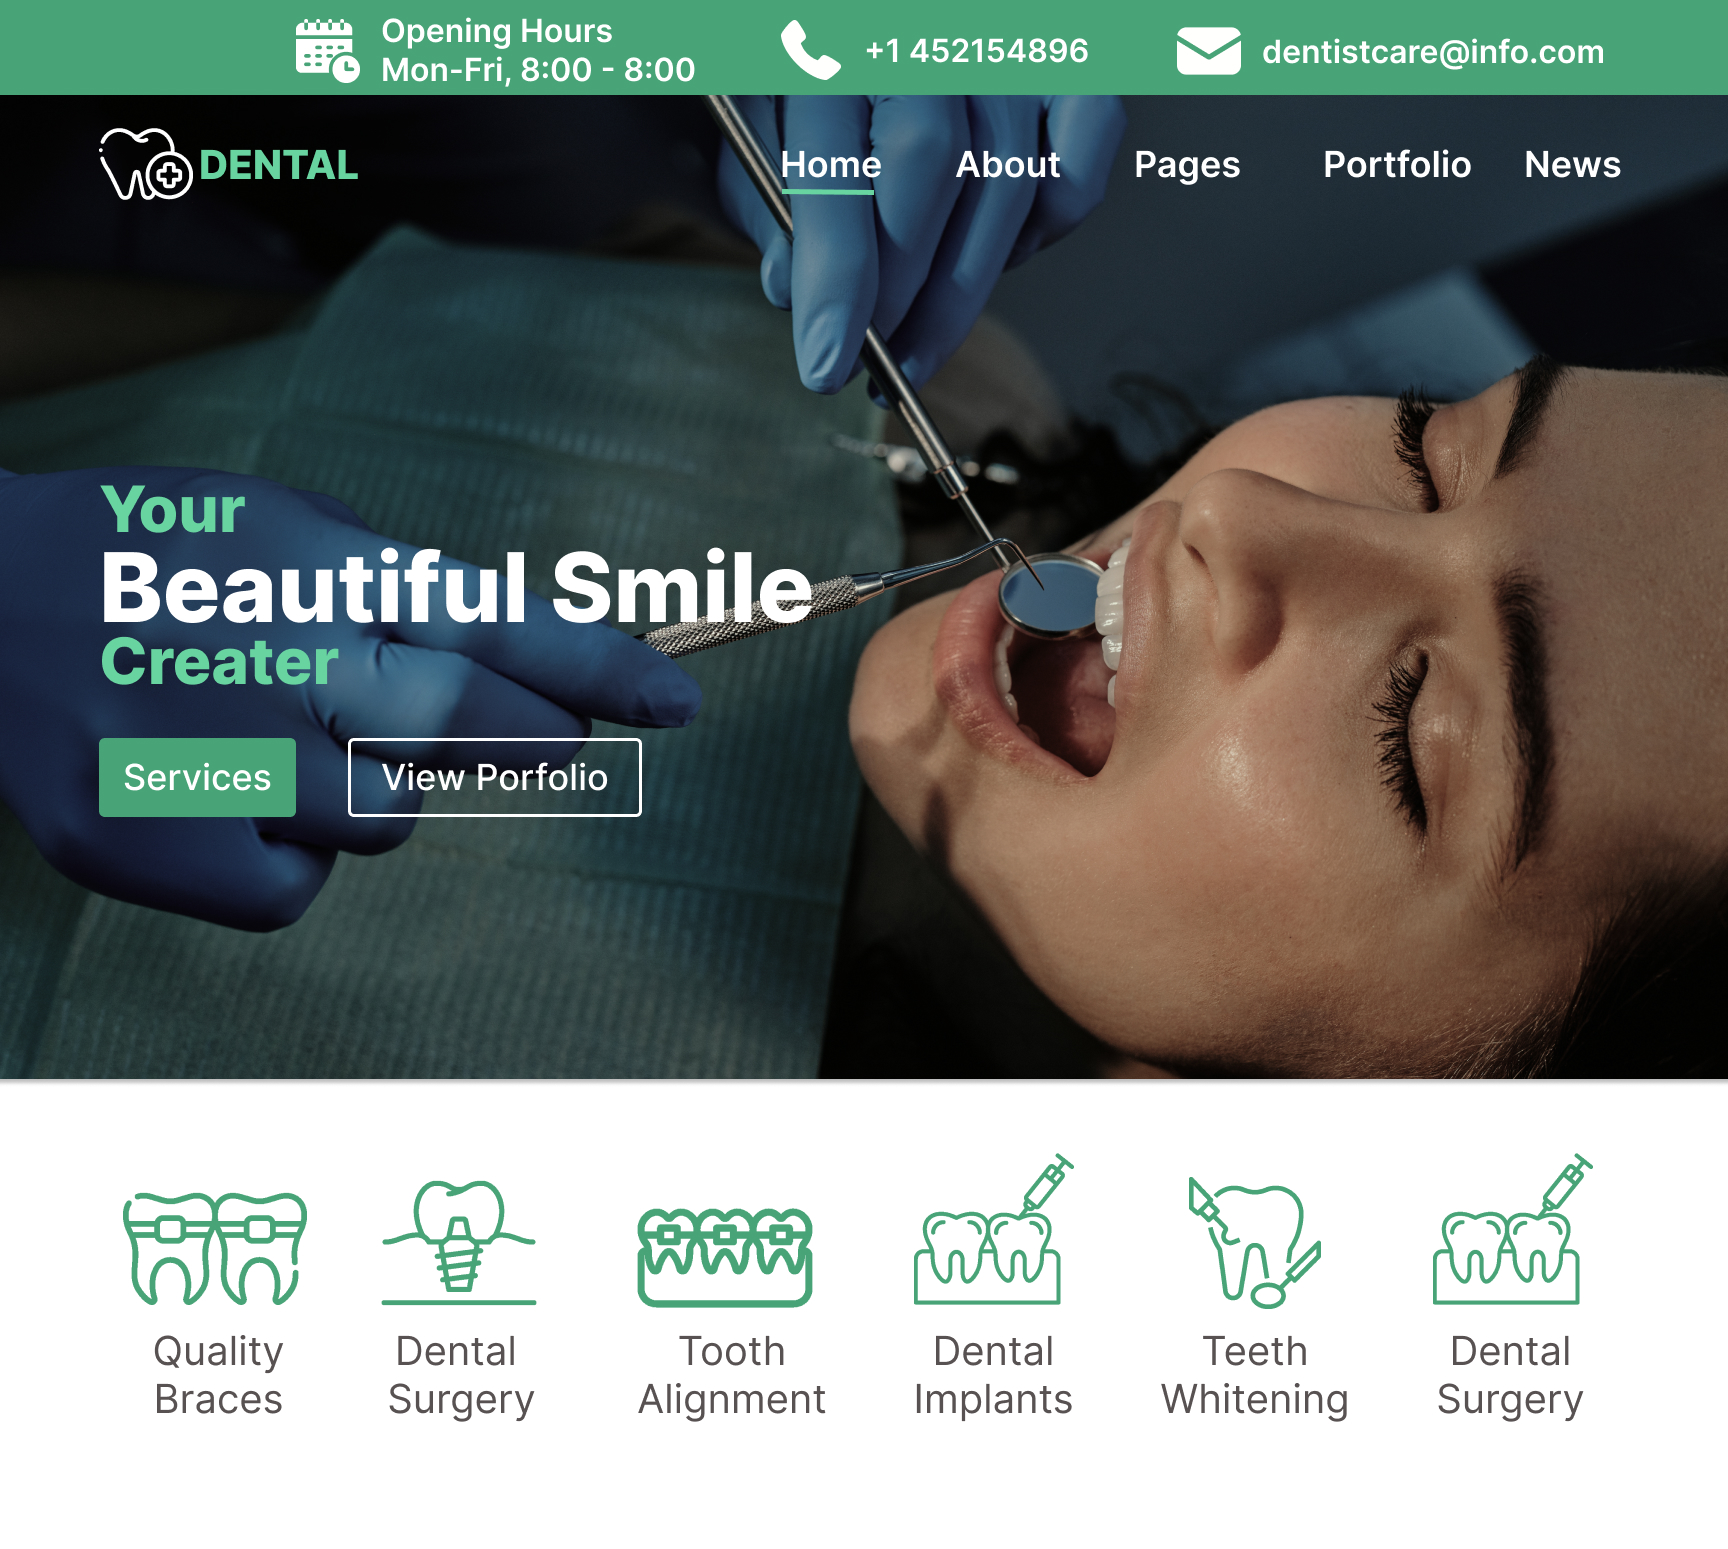 Opening Hours
Mon-Fri, 8:00 - 8:00
+1 452154896
dentistcare@info.com
DENTAL
Home About Pages Portfolio News
Your
Beautiful Smile
Creater
Services
View Porfolio
Quality
Braces
Dental
Surgery
Tooth
Alignment
Dental
Implants
Teeth
Whitening
Dental
Surgery